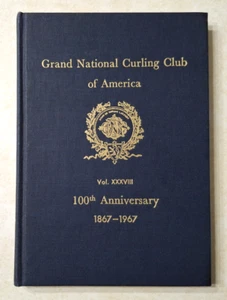 Grand National Curling Club
of America
Vol. XXXVIII
100th Anniversary
1867—1967